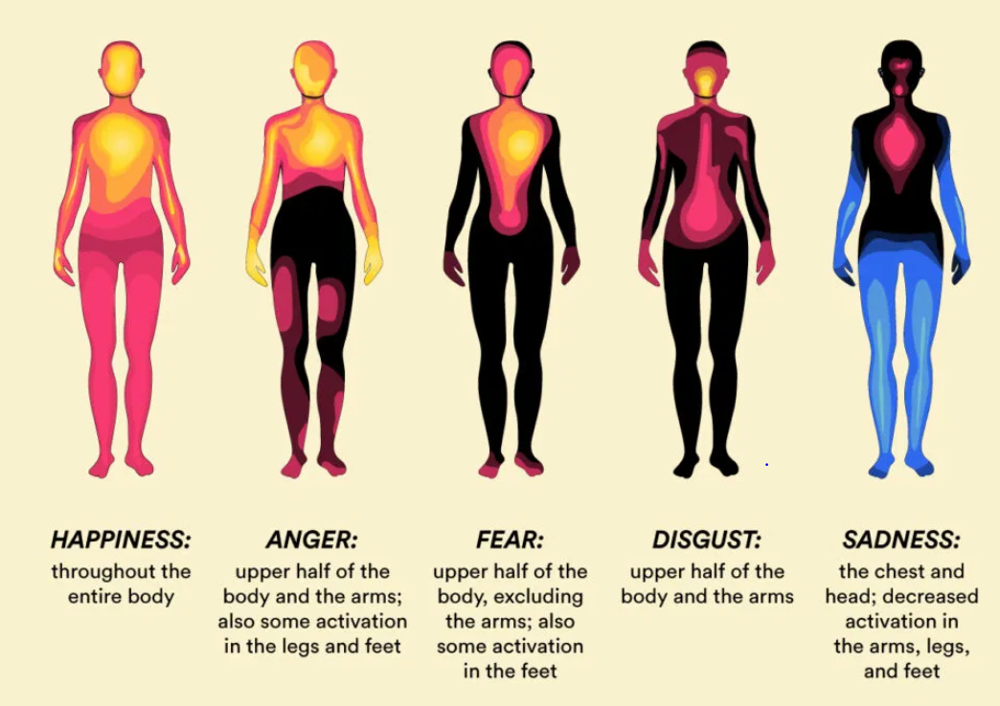 HAPPINESS:
throughout the
entire body
ANGER:
upper half of the
body and the arms;
also some activation
in the legs and feet
FEAR:
upper half of the
body, excluding
the arms; also
some activation
in the feet
DISGUST:
upper half of the
body and the arms
SADNESS:
the chest and
head; decreased
activation in
the arms, legs,
and feet